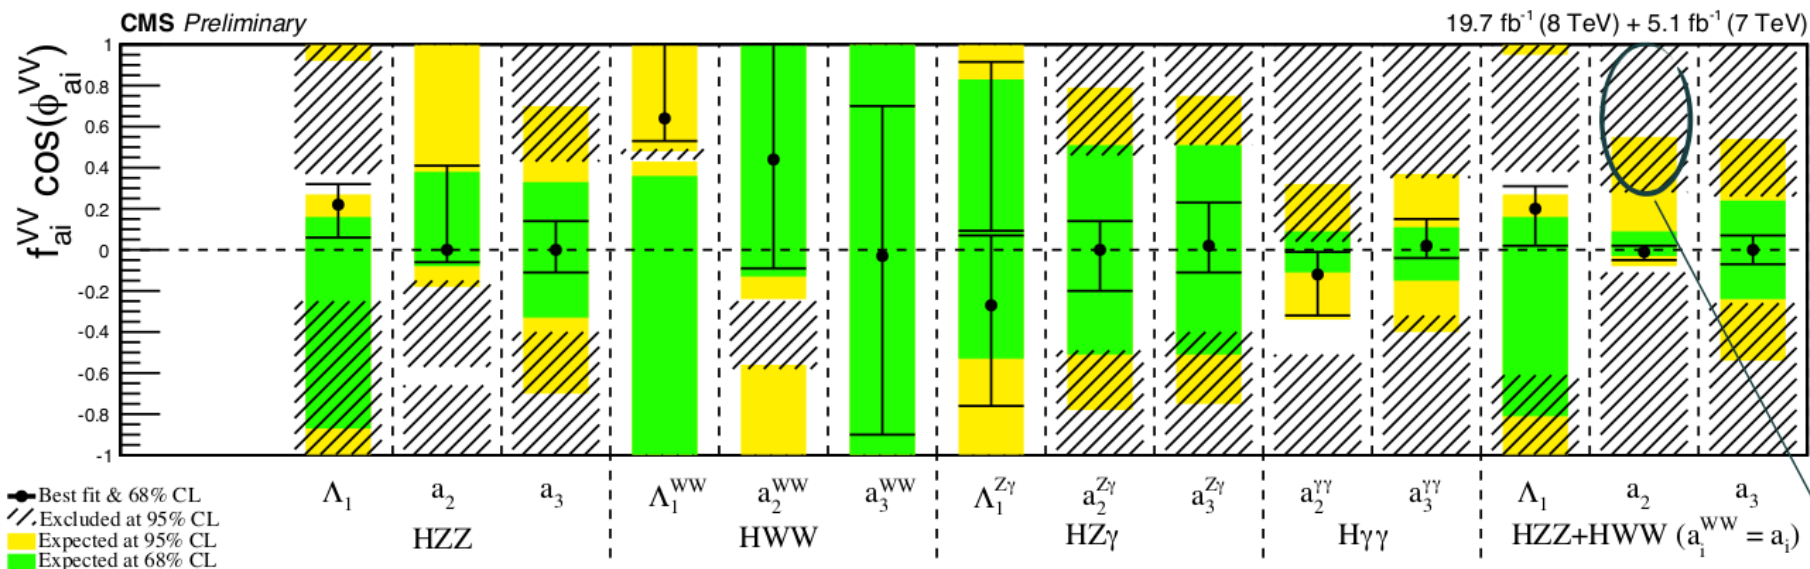 CMS Preliminary 19.7 fb⁻¹ (8 TeV) + 5.1 fb⁻¹ (7 TeV)
f_ai^VV cos(ϕ_ai^VV)
1
0.8
0.6
0.4
0.2
0
-0.2
-0.4
-0.6
-0.8
-1
Λ₁ a₂ a₃ Λ₁^WW a₂^WW a₃^WW Λ₁^Zγ a₂^Zγ a₃^Zγ a₂^γγ a₃^γγ Λ₁ a₂ a₃
HZZ HWW HZγ Hγγ HZZ+HWW (a_i^WW = a_i)
Best fit & 68% CL
Excluded at 95% CL
Expected at 95% CL
Expected at 68% CL